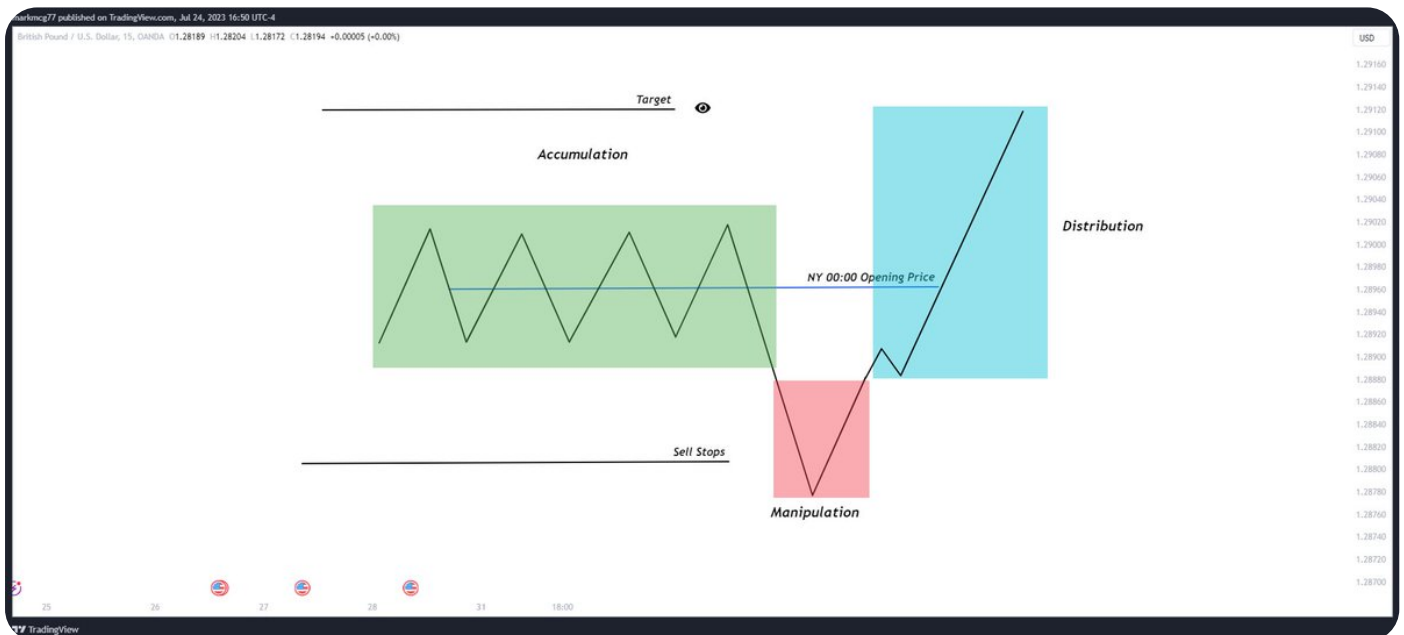 markmcg77 published on TradingView.com, Jul 24, 2023 16:50 UTC-4
British Pound / U.S. Dollar, 15, OANDA O1.28189 H1.28204 L1.28172 C1.28194 +0.00005 (+0.00%)
USD
Target
Accumulation
Distribution
NY 00:00 Opening Price
Sell Stops
Manipulation
1.29160
1.29140
1.29120
1.29100
1.29080
1.29060
1.29040
1.29020
1.29000
1.28980
1.28960
1.28940
1.28920
1.28900
1.28880
1.28860
1.28840
1.28820
1.28800
1.28780
1.28760
1.28740
1.28720
1.28700
25 26 27 28 31 18:00
TradingView